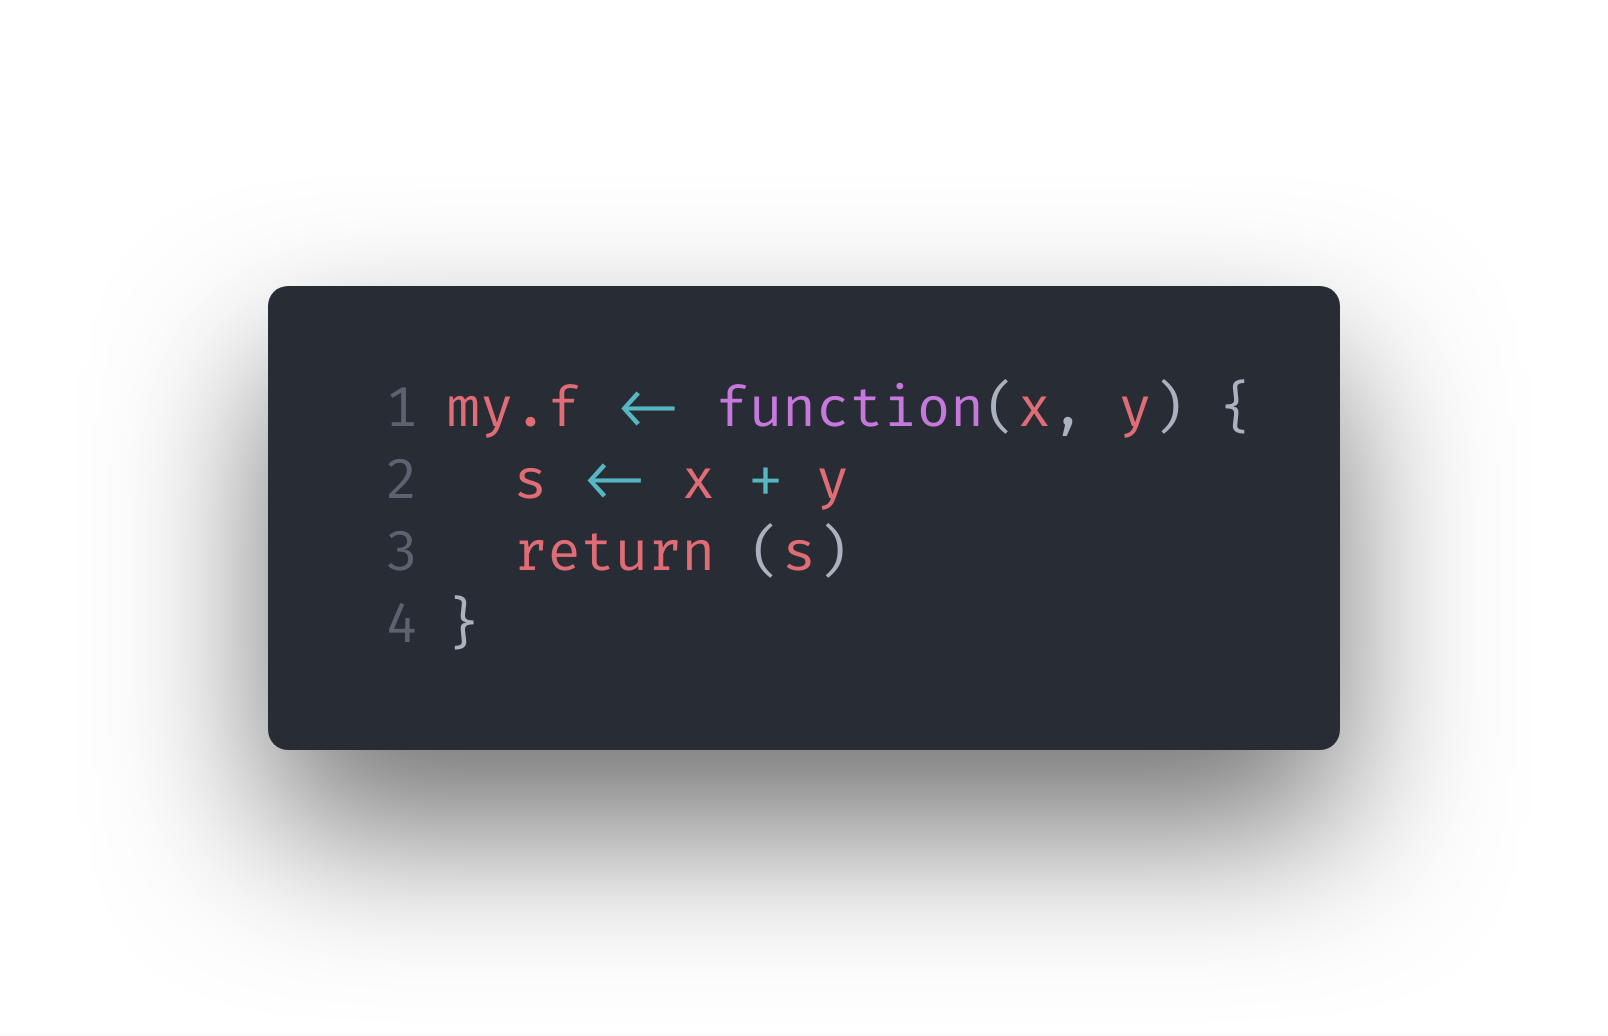 1 my.f <- function(x, y) {
2   s <- x + y
3   return (s)
4 }